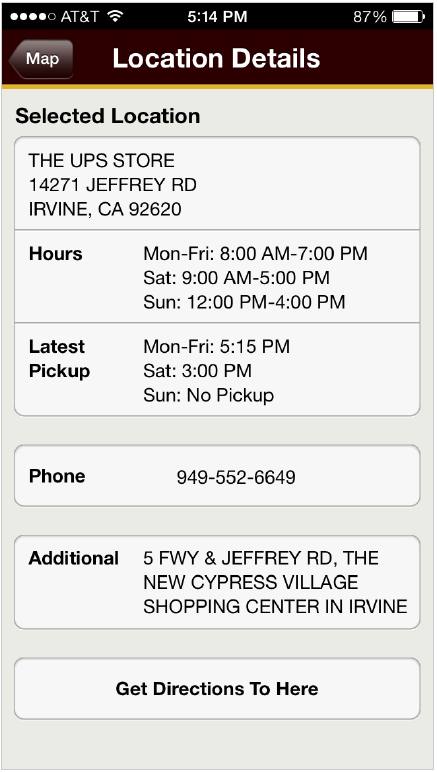 AT&T 5:14 PM 87%
Map Location Details
Selected Location
THE UPS STORE
14271 JEFFREY RD
IRVINE, CA 92620
Hours Mon-Fri: 8:00 AM-7:00 PM
Sat: 9:00 AM-5:00 PM
Sun: 12:00 PM-4:00 PM
Latest Mon-Fri: 5:15 PM
Pickup Sat: 3:00 PM
Sun: No Pickup
Phone 949-552-6649
Additional 5 FWY & JEFFREY RD, THE
NEW CYPRESS VILLAGE
SHOPPING CENTER IN IRVINE
Get Directions To Here